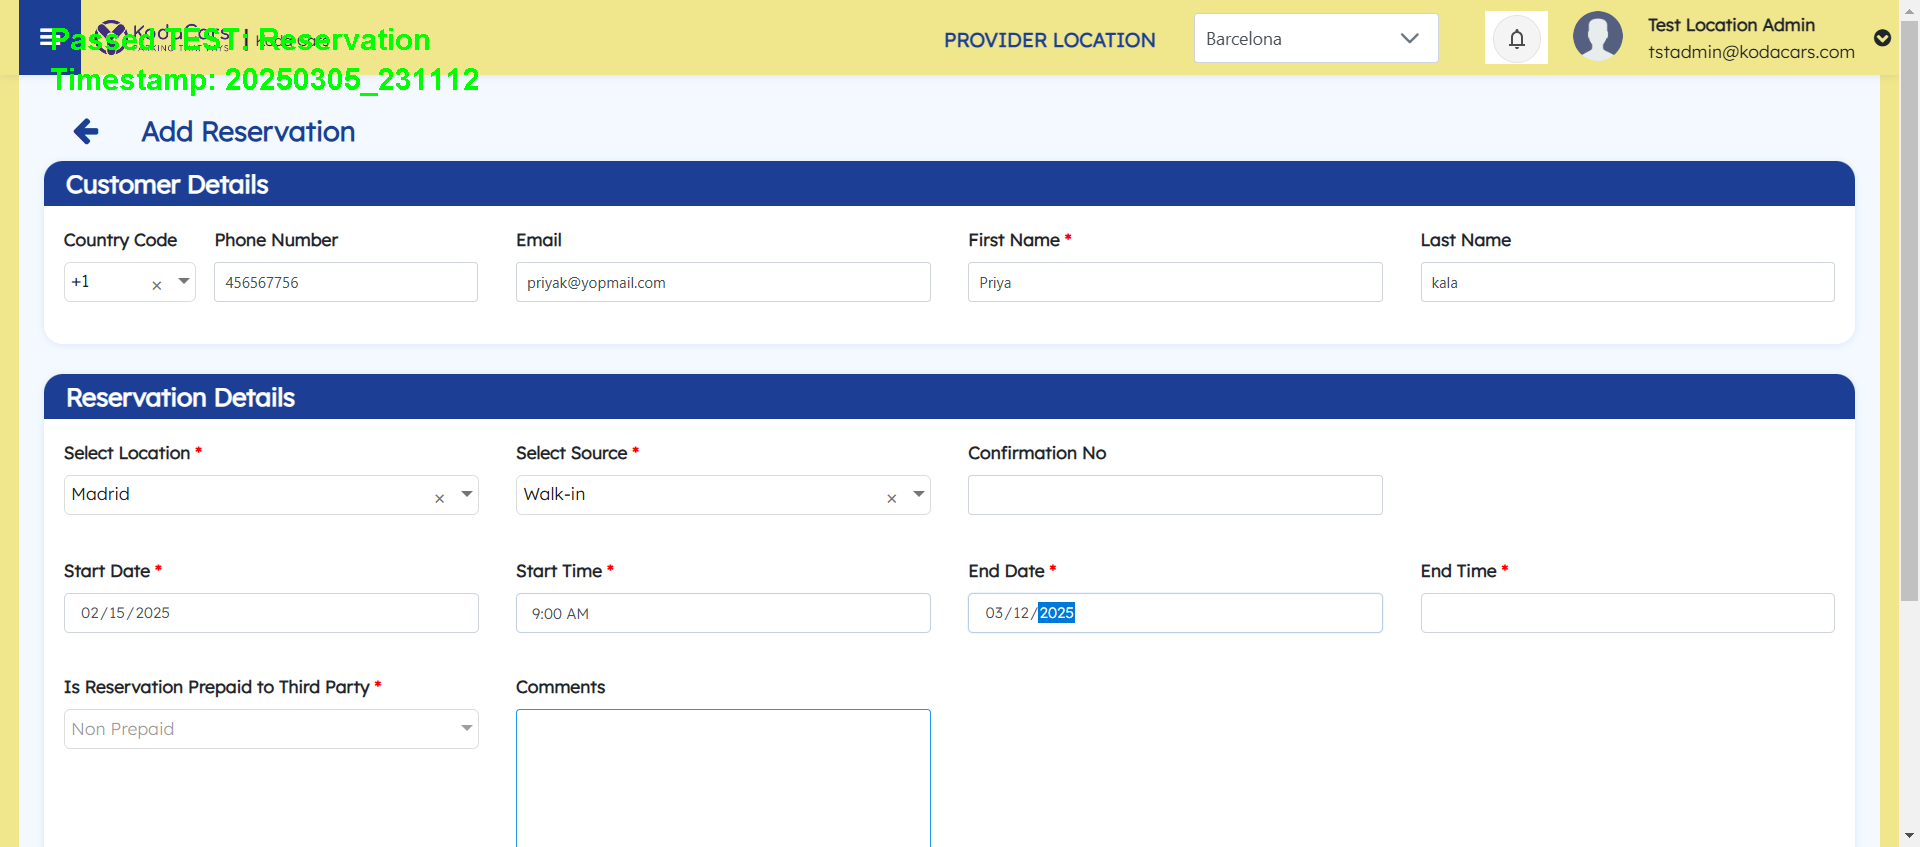 Passed TEST: Reservation
Timestamp: 20250305_231112
KodaCars
PROVIDER LOCATION
Barcelona
Test Location Admin
tstadmin@kodacars.com
Add Reservation
Customer Details
Country Code
Phone Number
Email
First Name *
Last Name
+1
456567756
priyak@yopmail.com
Priya
kala
Reservation Details
Select Location *
Select Source *
Confirmation No
Madrid
Walk-in
Start Date *
Start Time *
End Date *
End Time *
02/15/2025
9:00 AM
03/12/2025
Is Reservation Prepaid to Third Party *
Comments
Non Prepaid